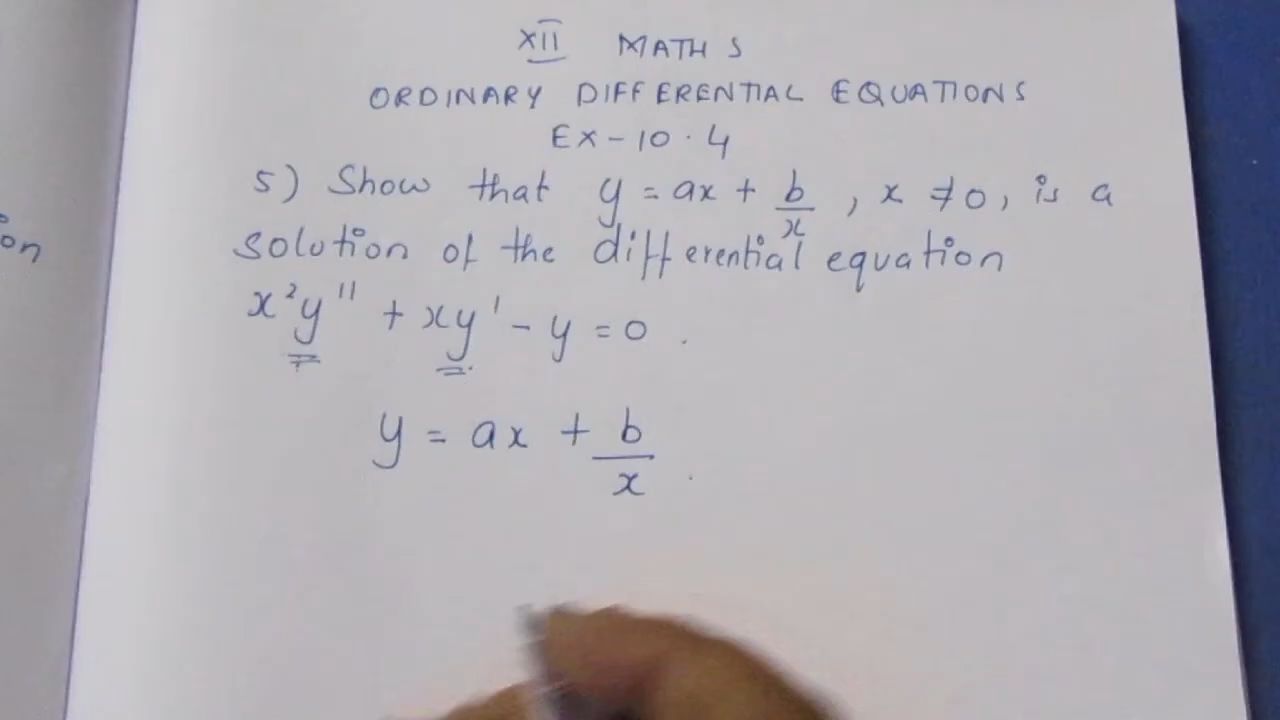 XII MATHS
ORDINARY DIFFERENTIAL EQUATIONS
EX-10.4
5) Show that y = ax + b/x , x ≠ 0, is a
solution of the differential equation
x²y'' + xy' - y = 0 .
y = ax + b/x .
on